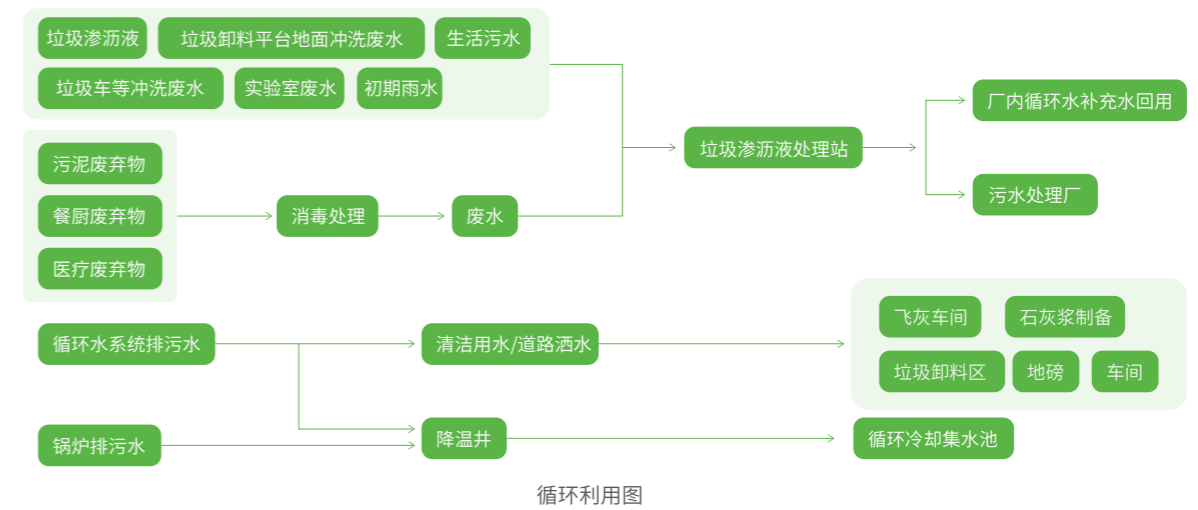 垃圾渗沥液
垃圾卸料平台地面冲洗废水
生活污水
垃圾车等冲洗废水
实验室废水
初期雨水
污泥废弃物
餐厨废弃物
医疗废弃物
消毒处理
废水
垃圾渗沥液处理站
厂内循环水补充水回用
污水处理厂
循环水系统排污水
清洁用水/道路洒水
飞灰车间
石灰浆制备
垃圾卸料区
地磅
车间
锅炉排污水
降温井
循环冷却集水池
循环利用图